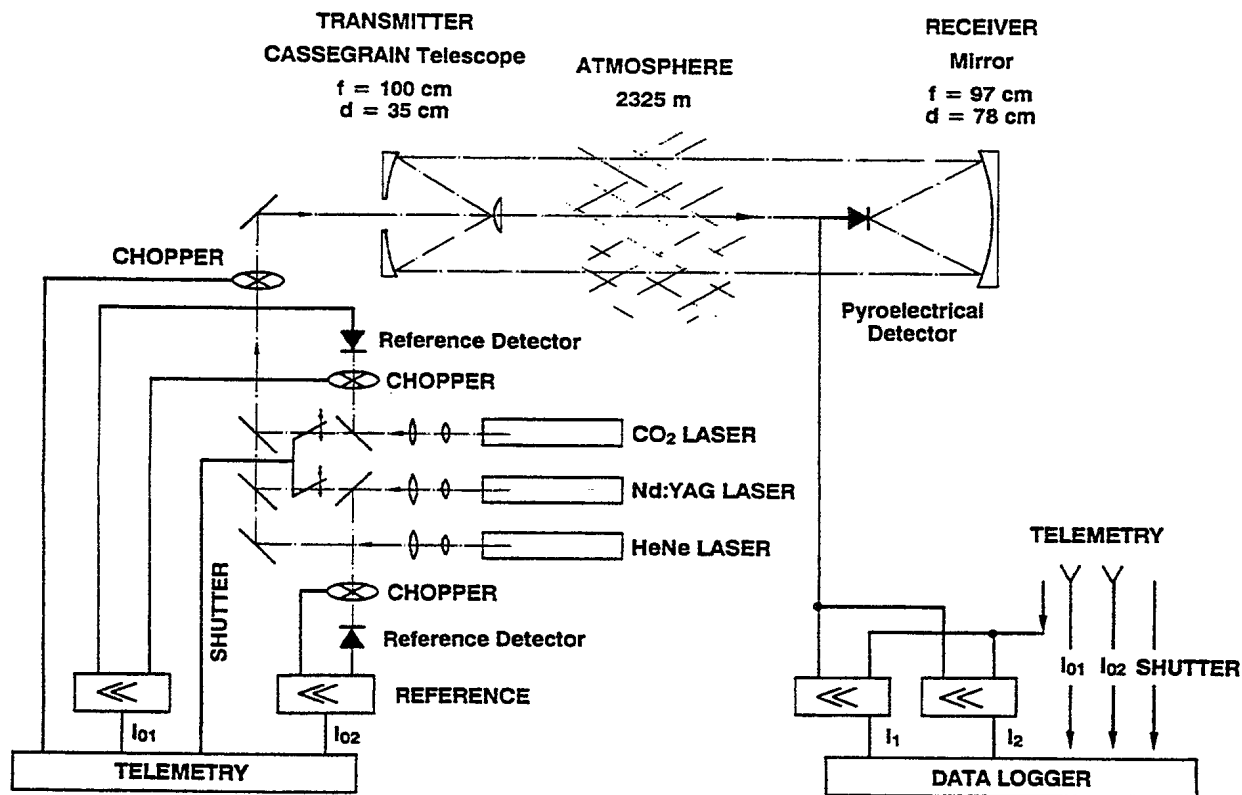 TRANSMITTER
CASSEGRAIN Telescope
f = 100 cm
d = 35 cm
ATMOSPHERE
2325 m
RECEIVER
Mirror
f = 97 cm
d = 78 cm
CHOPPER
Pyroelectrical
Detector
Reference Detector
CHOPPER
CO₂ LASER
Nd:YAG LASER
HeNe LASER
TELEMETRY
SHUTTER
CHOPPER
Reference Detector
REFERENCE
I₀₁
I₀₂
SHUTTER
I₀₁
I₀₂
I₁
I₂
TELEMETRY
DATA LOGGER